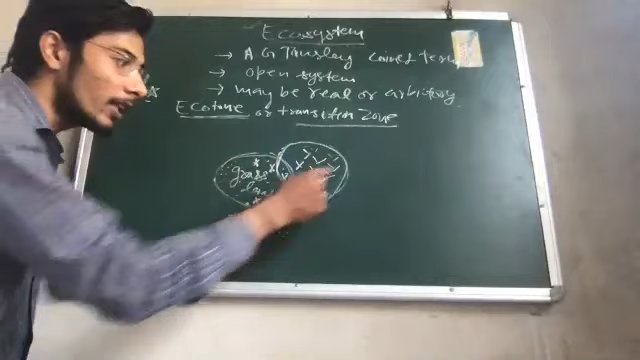 Ecosystem
→ A G Tansley coined term
→ open system
→ may be real or arbitrary.
Ecotone or transition zone
grass